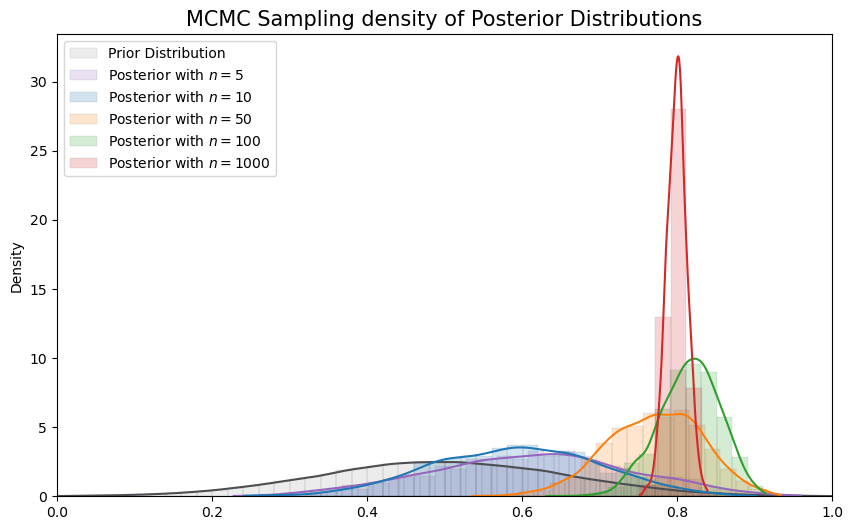 MCMC Sampling density of Posterior Distributions
Prior Distribution
Posterior with n = 5
Posterior with n = 10
Posterior with n = 50
Posterior with n = 100
Posterior with n = 1000
Density
30
25
20
15
10
5
0
0.0
0.2
0.4
0.6
0.8
1.0